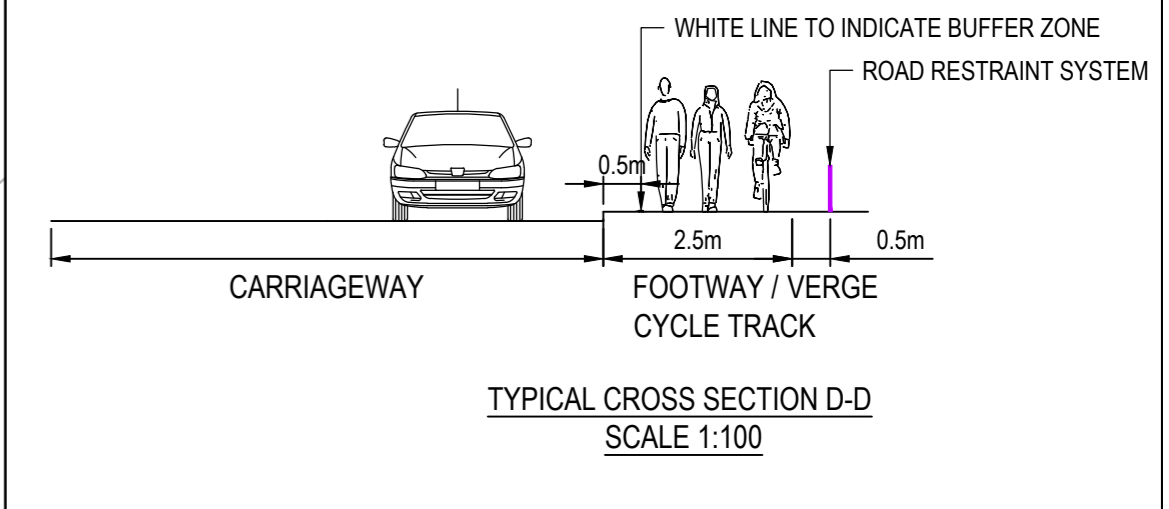 WHITE LINE TO INDICATE BUFFER ZONE
ROAD RESTRAINT SYSTEM
0.5m
2.5m
0.5m
CARRIAGEWAY
FOOTWAY / VERGE
CYCLE TRACK
TYPICAL CROSS SECTION D-D
SCALE 1:100